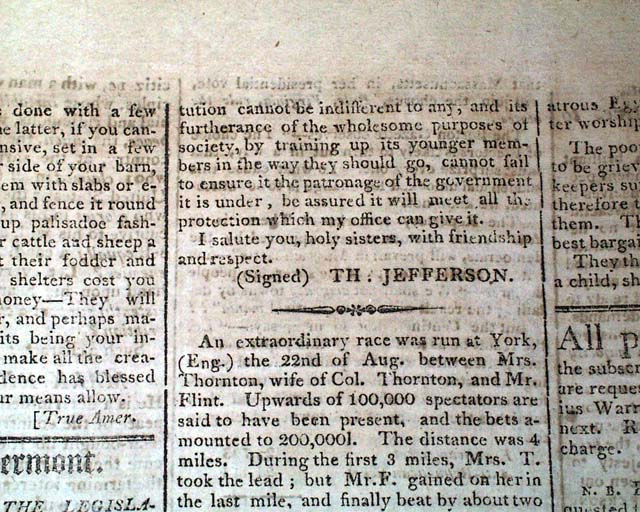 s done with a few
he latter, if you can-
nsive, set in a few
r side of your barn,
em with slabs or e-
, and fence it round
up palisadoe fash-
r cattle and sheep a
t their fodder and
shelters cost you
noney—They will
r, and perhaps ma-
its being your in-
make all the crea-
dence has blessed
ur means allow.
[True Amer.
ermont.
THE LEGISLA-
tution cannot be indifferent to any, and its
furtherance of the wholesome purposes of
society, by training up its younger mem-
bers in the way they should go, cannot fail
to ensure it the patronage of the government
it is under, be assured it will meet all the
protection which my office can give it.
I salute you, holy sisters, with friendship
and respect.
(Signed) TH: JEFFERSON.
An extraordinary race was run at York,
(Eng.) the 22nd of Aug. between Mrs.
Thornton, wife of Col. Thornton, and Mr.
Flint. Upwards of 100,000 spectators are
said to have been present, and the bets a-
mounted to 200,000l. The distance was 4
miles. During the first 3 miles, Mrs. T.
took the lead; but Mr. F. gained on her in
the last mile, and finally beat by about two
atrous Egy
ter worship
The poo
to be griev
keepers su
therefore t
them. Th
best barga
They th
a child, sh
All p
the subscr
are reque
ius Warr
next. R
charge.
N. B. T
quested